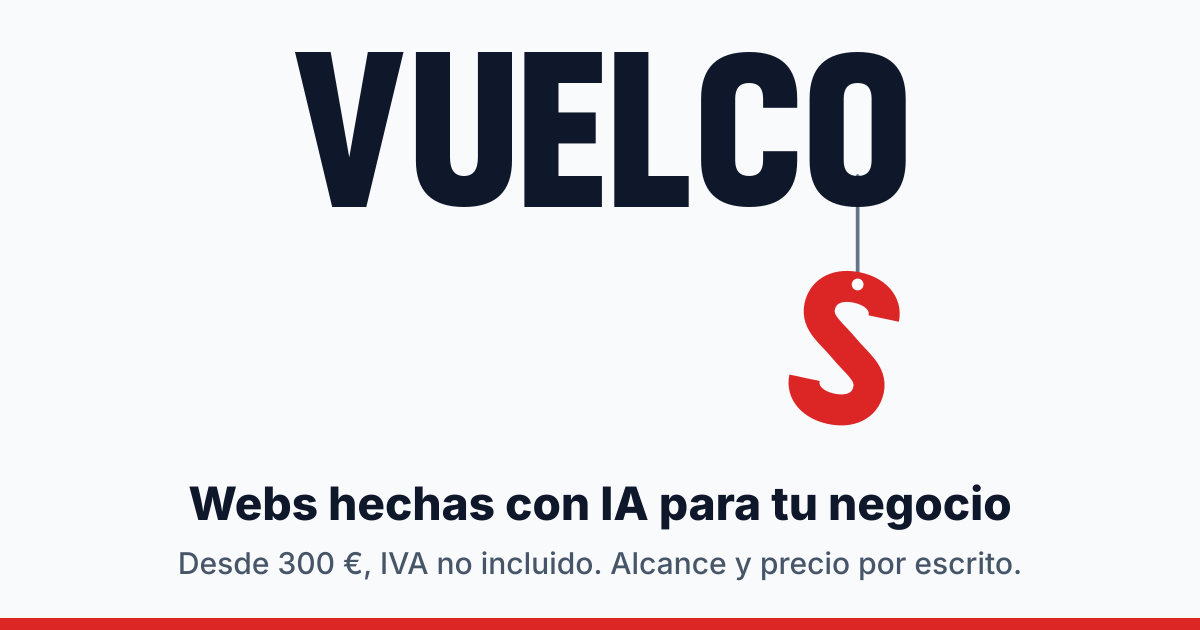 VUELCO
S
Webs hechas con IA para tu negocio
Desde 300 €, IVA no incluido. Alcance y precio por escrito.